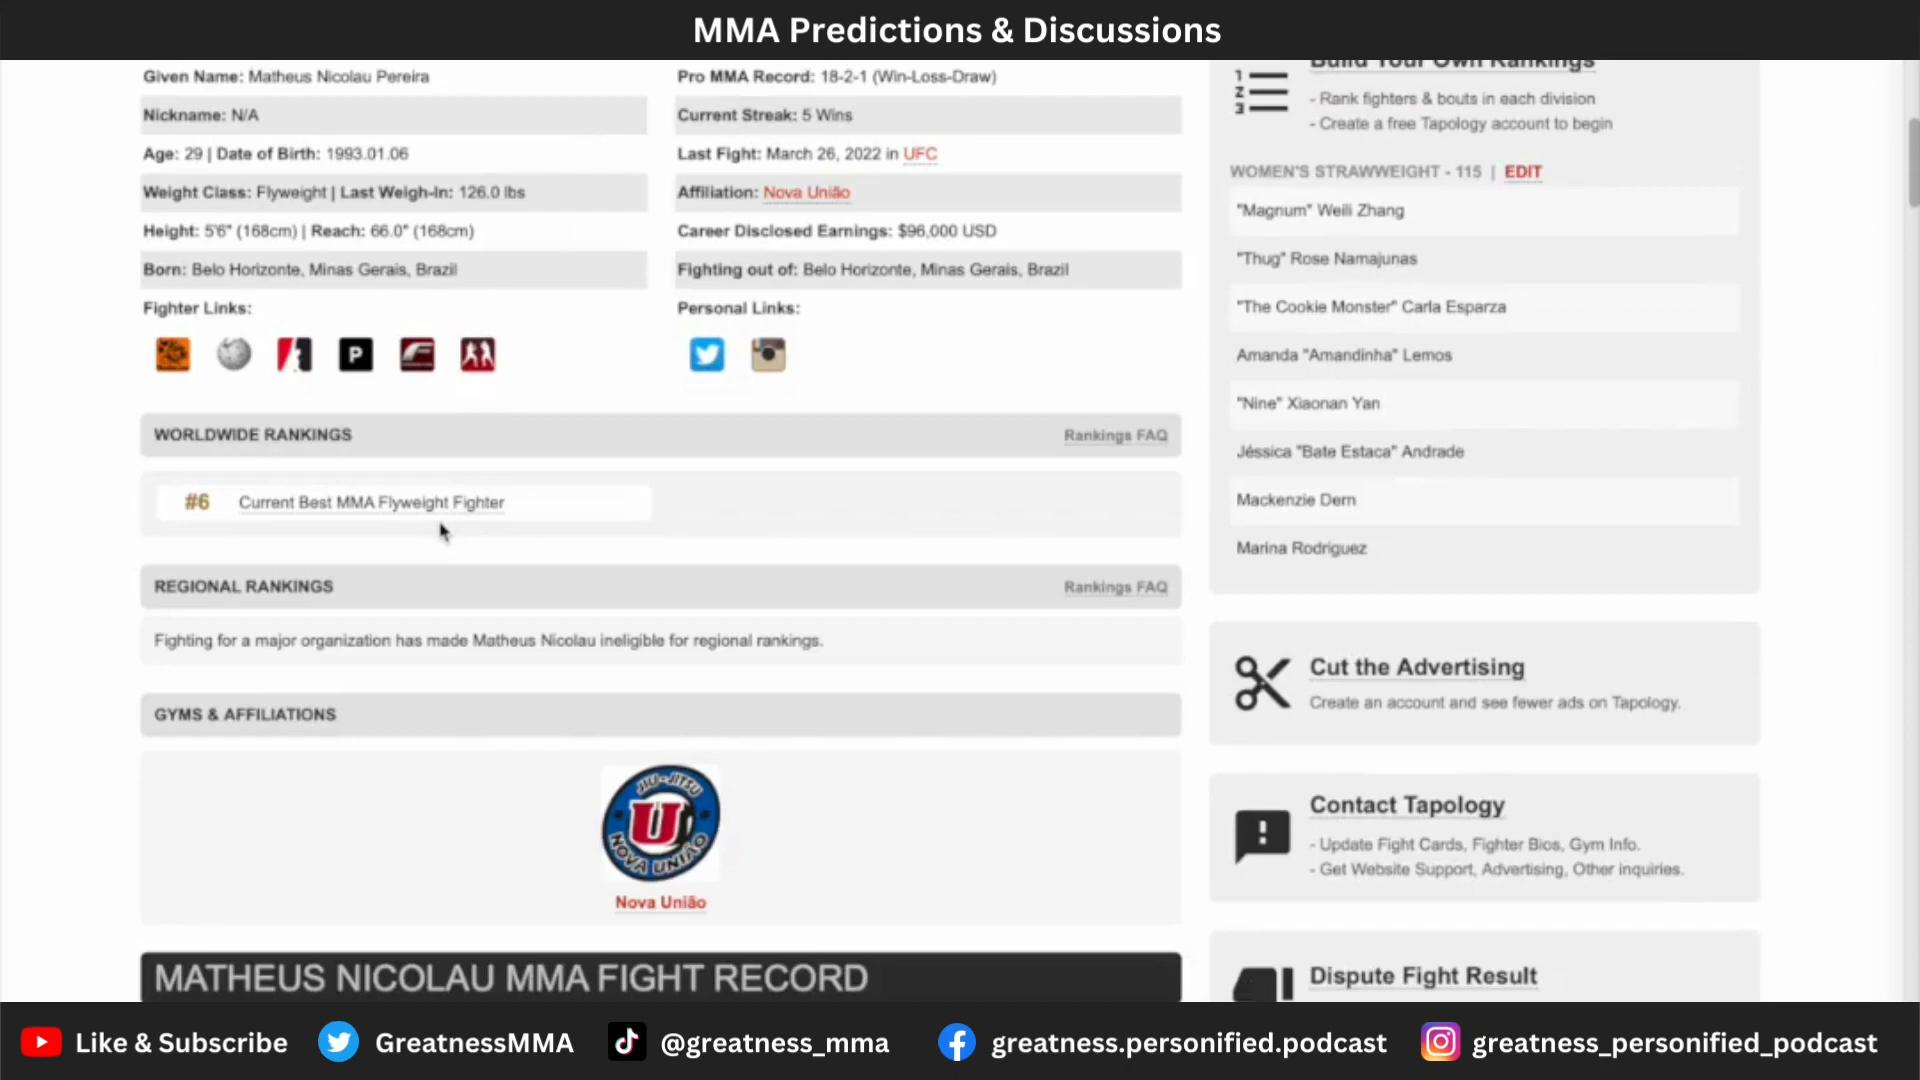 MMA Predictions & Discussions
Given Name: Matheus Nicolau Pereira
Nickname: N/A
Age: 29 | Date of Birth: 1993.01.06
Weight Class: Flyweight | Last Weigh-In: 126.0 lbs
Height: 5'6" (168cm) | Reach: 66.0" (168cm)
Born: Belo Horizonte, Minas Gerais, Brazil
Fighter Links:
P
Pro MMA Record: 18-2-1 (Win-Loss-Draw)
Current Streak: 5 Wins
Last Fight: March 26, 2022 in UFC
Affiliation: Nova União
Career Disclosed Earnings: $96,000 USD
Fighting out of: Belo Horizonte, Minas Gerais, Brazil
Personal Links:
WORLDWIDE RANKINGS
Rankings FAQ
#6 Current Best MMA Flyweight Fighter
REGIONAL RANKINGS
Rankings FAQ
Fighting for a major organization has made Matheus Nicolau ineligible for regional rankings.
GYMS & AFFILIATIONS
JIU-JITSU
U
NOVA UNIÃO
Nova União
MATHEUS NICOLAU MMA FIGHT RECORD
1
2
3
Build Your Own Rankings
- Rank fighters & bouts in each division
- Create a free Tapology account to begin
WOMEN'S STRAWWEIGHT - 115 | EDIT
"Magnum" Weili Zhang
"Thug" Rose Namajunas
"The Cookie Monster" Carla Esparza
Amanda "Amandinha" Lemos
"Nine" Xiaonan Yan
Jéssica "Bate Estaca" Andrade
Mackenzie Dern
Marina Rodriguez
Cut the Advertising
Create an account and see fewer ads on Tapology.
Contact Tapology
- Update Fight Cards, Fighter Bios, Gym Info.
- Get Website Support, Advertising, Other inquiries.
Dispute Fight Result
Like & Subscribe
GreatnessMMA
@greatness_mma
greatness.personified.podcast
greatness_personified_podcast